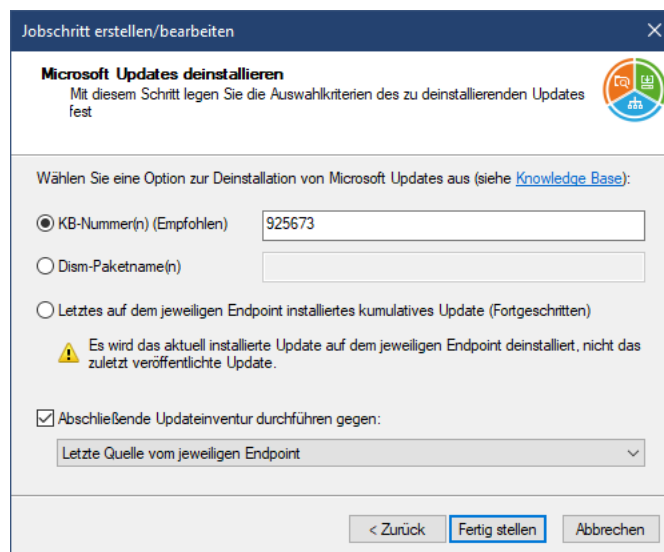 Jobschritt erstellen/bearbeiten
Microsoft Updates deinstallieren
Mit diesem Schritt legen Sie die Auswahlkriterien des zu deinstallierenden Updates
fest
Wählen Sie eine Option zur Deinstallation von Microsoft Updates aus (siehe Knowledge Base):
KB-Nummer(n) (Empfohlen) 925673
Dism-Paketname(n)
Letztes auf dem jeweiligen Endpoint installiertes kumulatives Update (Fortgeschritten)
Es wird das aktuell installierte Update auf dem jeweiligen Endpoint deinstalliert, nicht das
zuletzt veröffentlichte Update.
Abschließende Updateinventur durchführen gegen:
Letzte Quelle vom jeweiligen Endpoint
< Zurück Fertig stellen Abbrechen